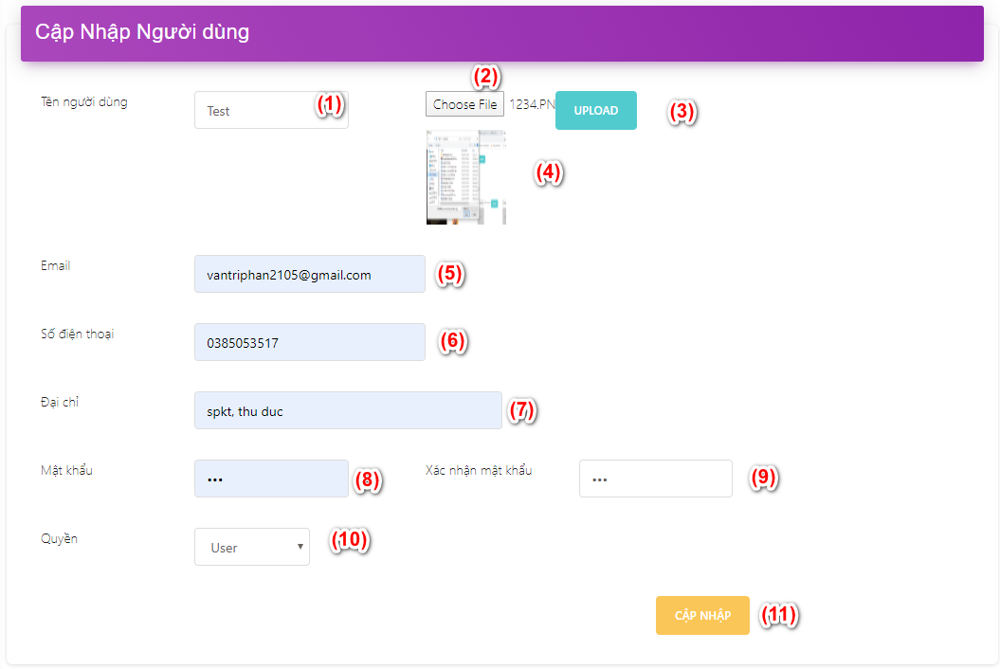 Cập Nhập Người dùng
(2)
Tên người dùng Test (1) Choose File 1234.PN UPLOAD (3)
(4)
Email vantriphan2105@gmail.com (5)
Số điện thoại 0385053517 (6)
Đại chỉ spkt, thu duc (7)
Mật khẩu ••• (8) Xác nhận mật khẩu ••• (9)
Quyền User (10)
CẬP NHẬP (11)